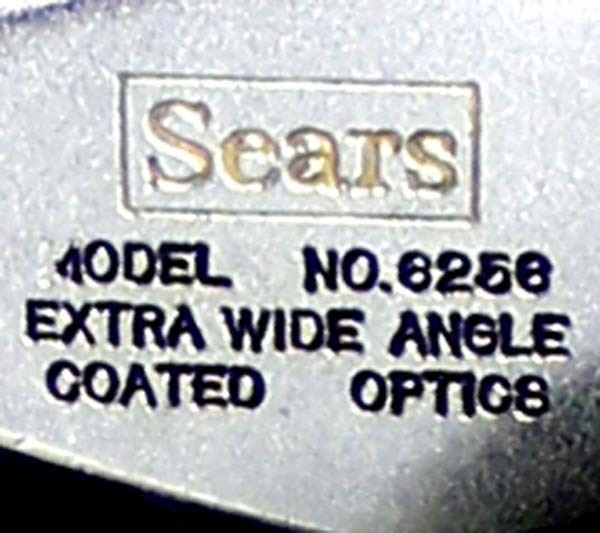 Sears
MODEL NO.6256
EXTRA WIDE ANGLE
COATED OPTICS